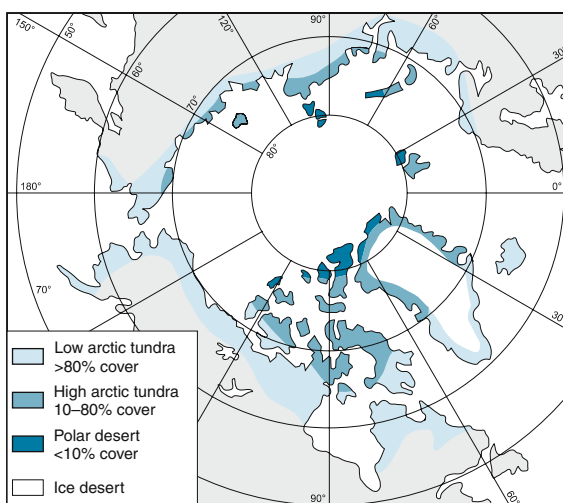 150°
120°
90°
60°
30°
50°
60°
70°
80°
180°
0°
70°
30°
60°
90°
Low arctic tundra
>80% cover
High arctic tundra
10–80% cover
Polar desert
<10% cover
Ice desert